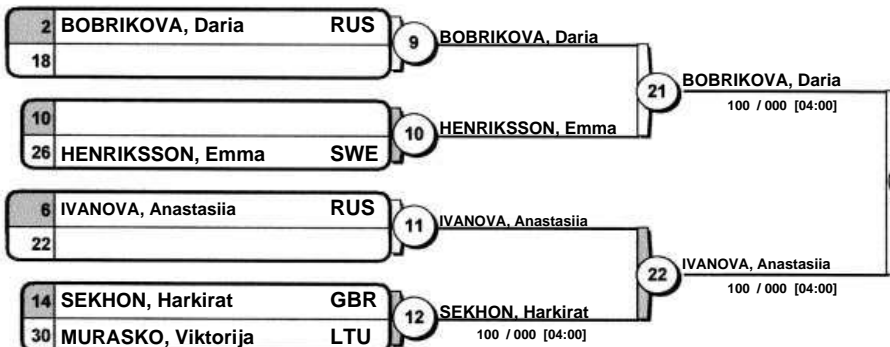 2 BOBRIKOVA, Daria RUS
18
9
BOBRIKOVA, Daria
10
26 HENRIKSSON, Emma SWE
10
HENRIKSSON, Emma
21
BOBRIKOVA, Daria
100 / 000 [04:00]
6 IVANOVA, Anastasiia RUS
22
11
IVANOVA, Anastasiia
14 SEKHON, Harkirat GBR
30 MURASKO, Viktorija LTU
12
SEKHON, Harkirat
100 / 000 [04:00]
22
IVANOVA, Anastasiia
100 / 000 [04:00]